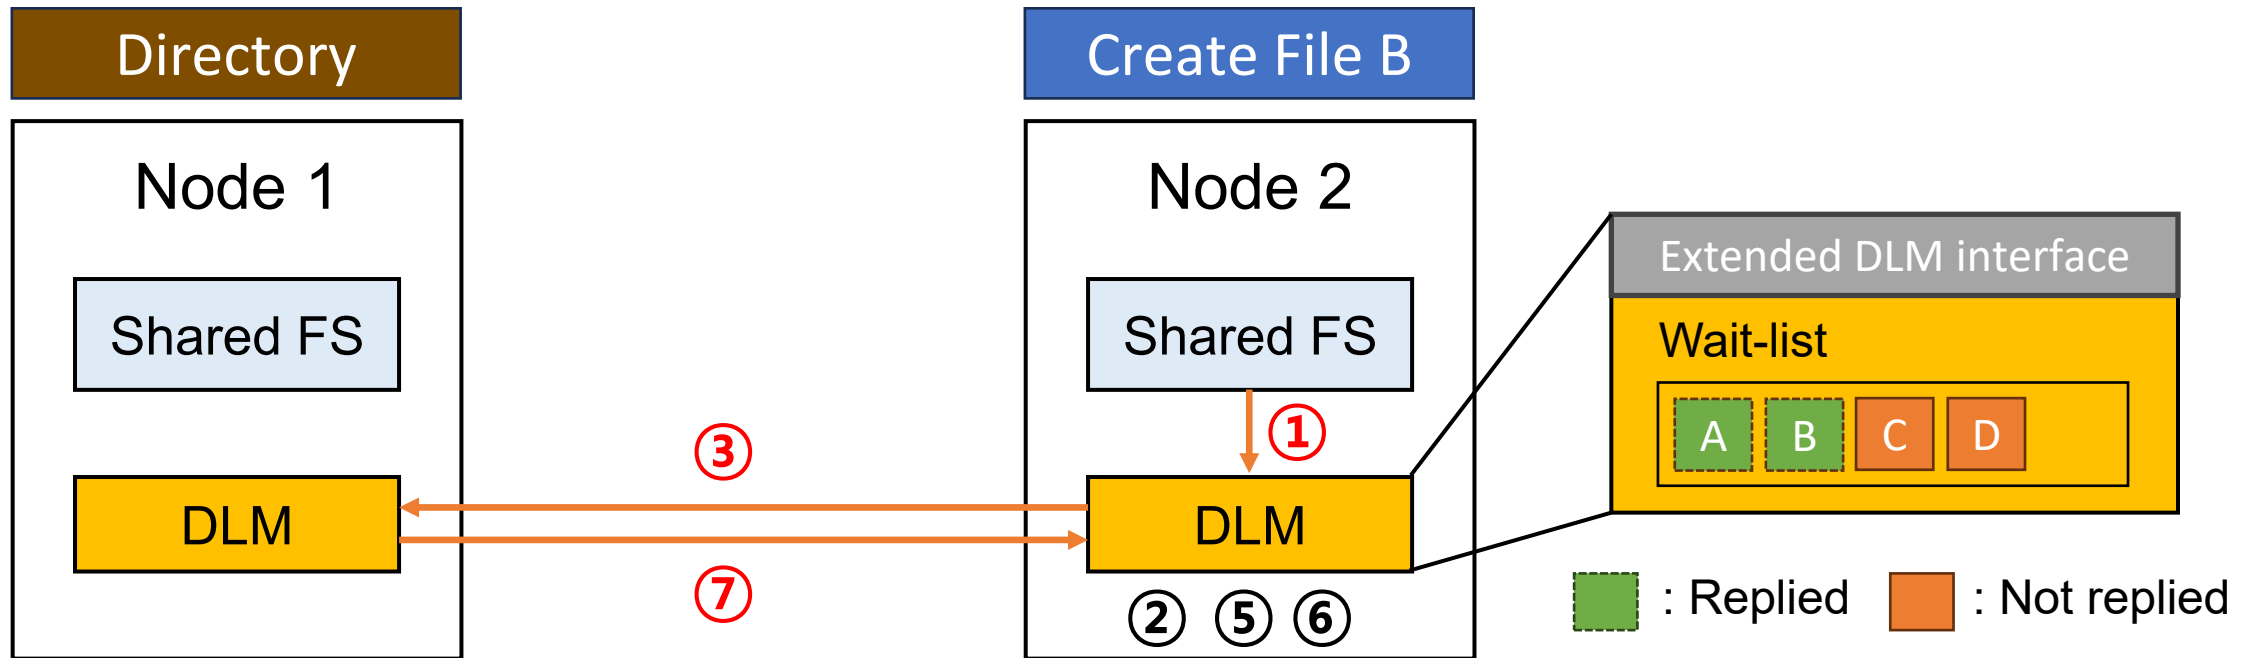 Directory
Create File B
Node 1
Node 2
Extended DLM interface
Shared FS
Shared FS
Wait-list
①
A B C D
③
DLM
DLM
⑦
② ⑤ ⑥
: Replied
: Not replied